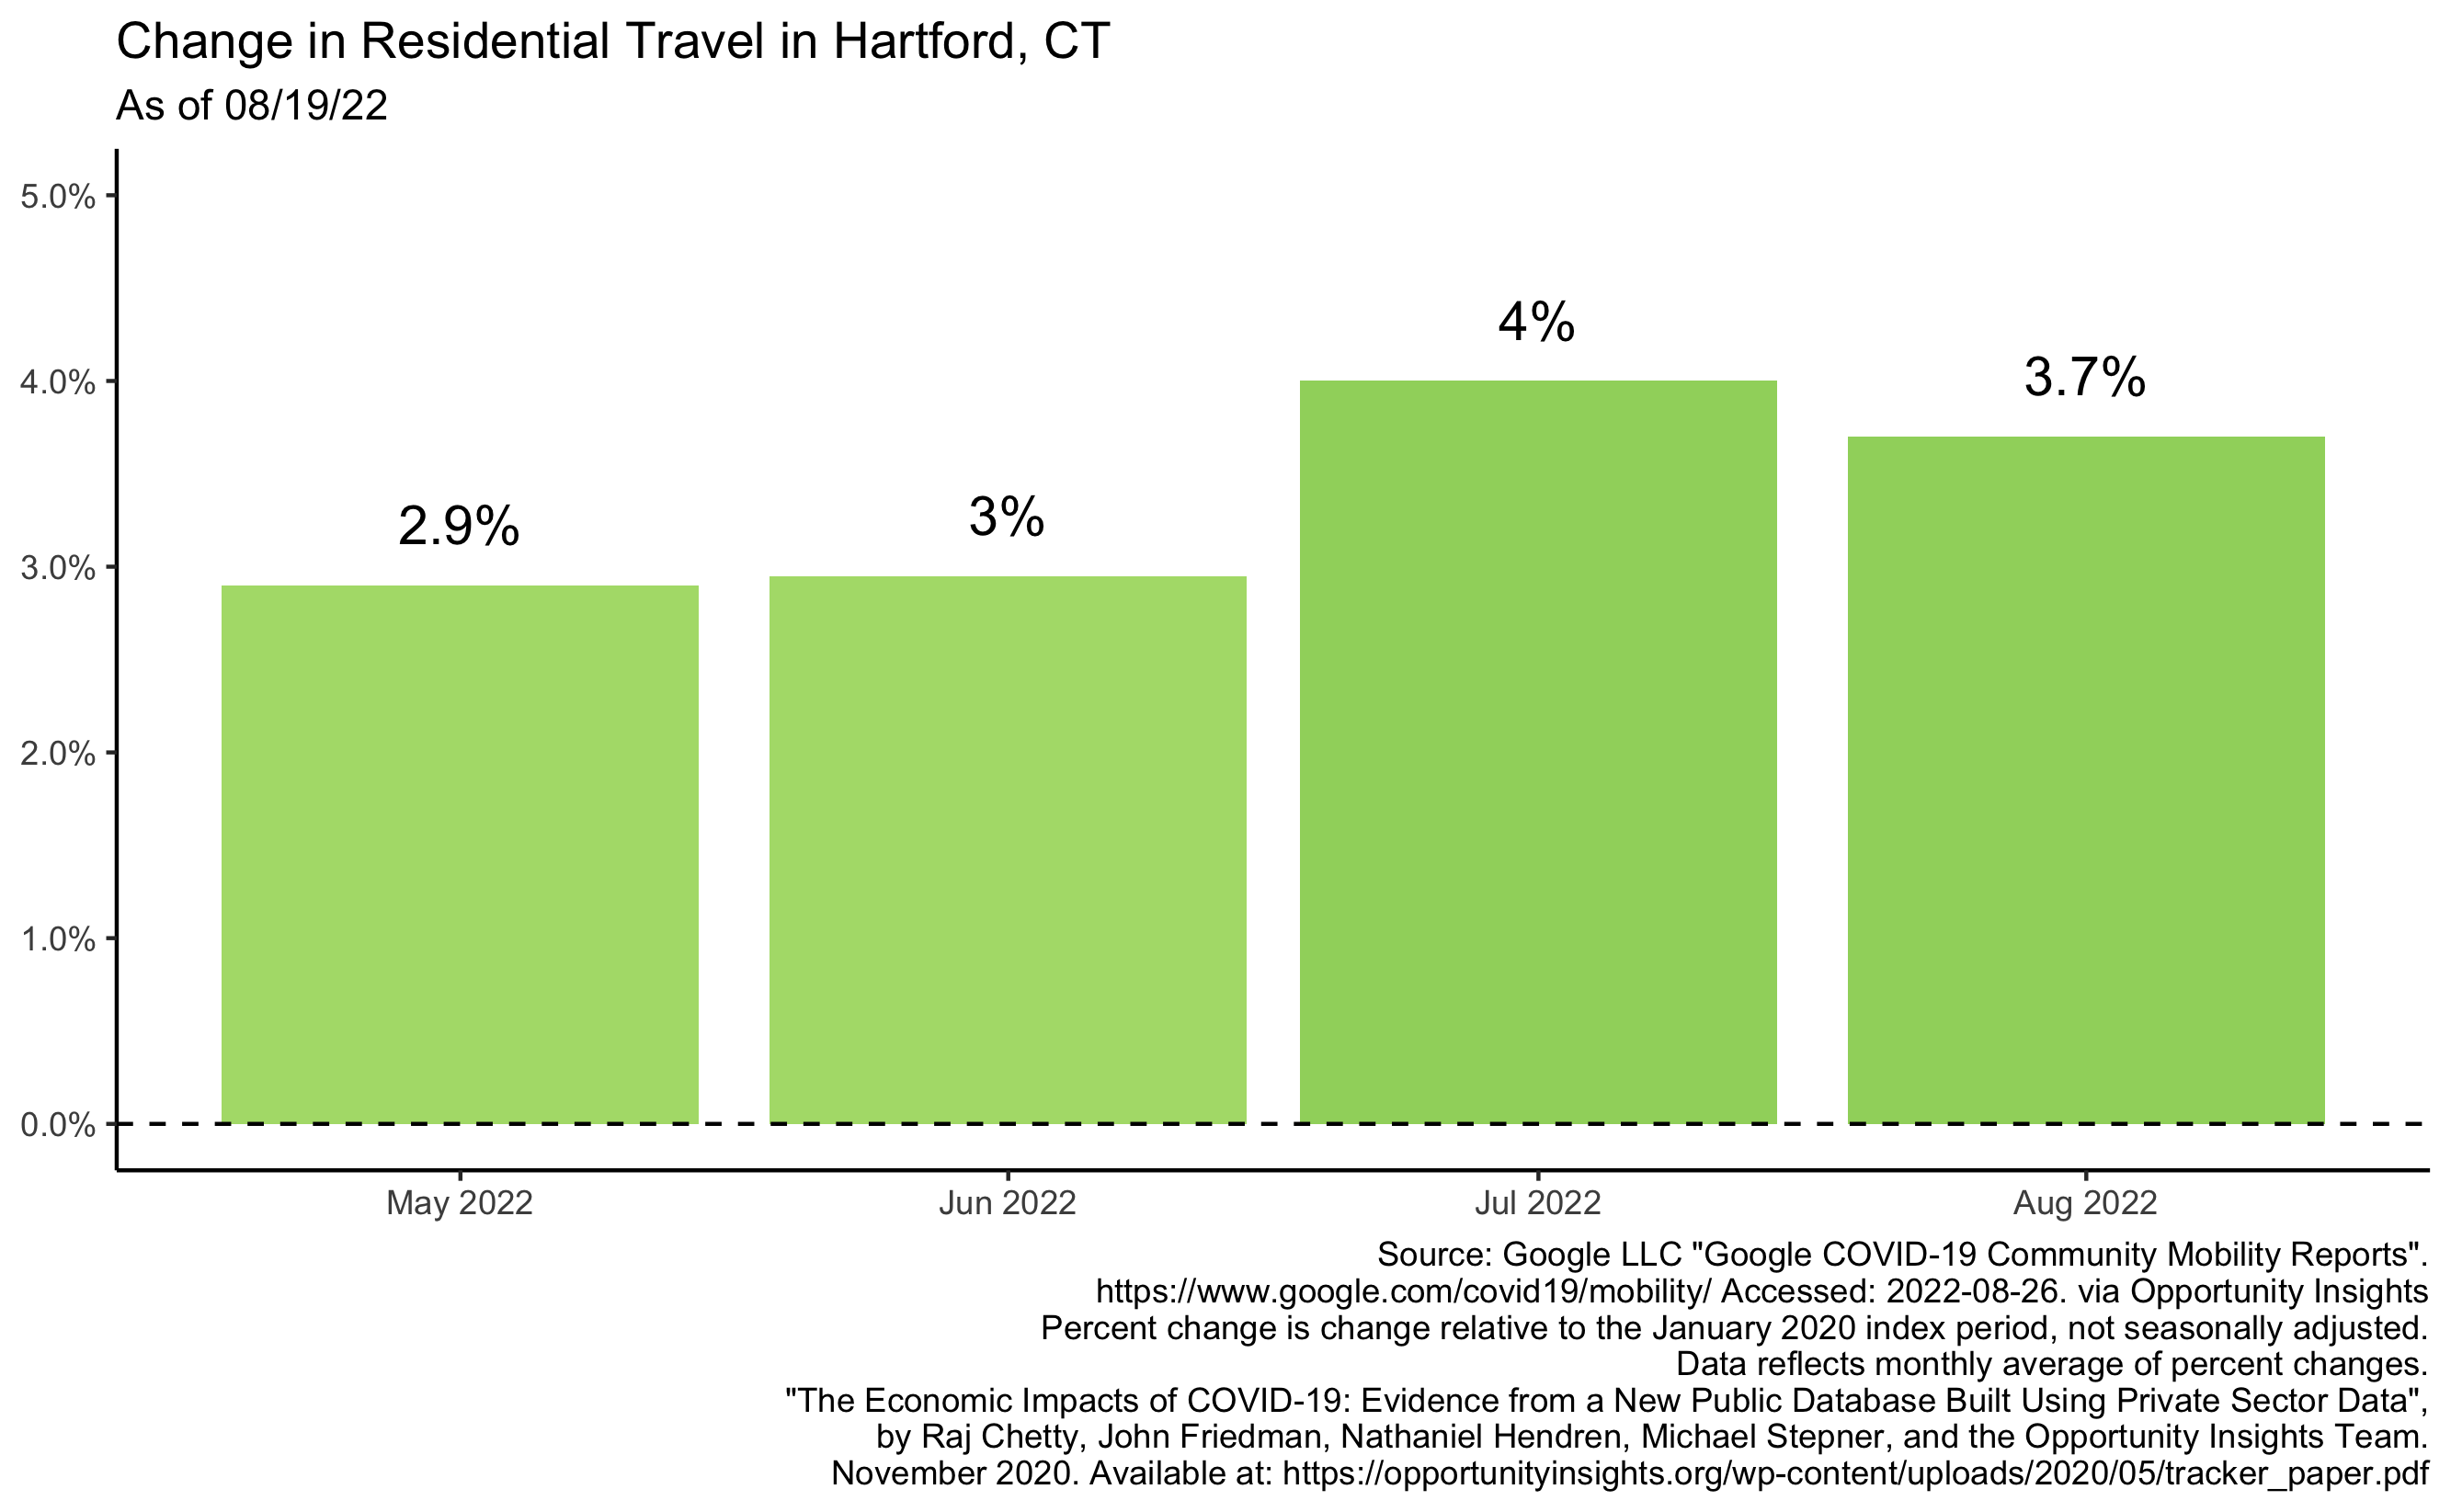 Change in Residential Travel in Hartford, CT
As of 08/19/22
5.0%
4.0%
3.0%
2.0%
1.0%
0.0%
2.9%
3%
4%
3.7%
May 2022
Jun 2022
Jul 2022
Aug 2022
Source: Google LLC "Google COVID-19 Community Mobility Reports".
https://www.google.com/covid19/mobility/ Accessed: 2022-08-26. via Opportunity Insights
Percent change is change relative to the January 2020 index period, not seasonally adjusted.
Data reflects monthly average of percent changes.
"The Economic Impacts of COVID-19: Evidence from a New Public Database Built Using Private Sector Data",
by Raj Chetty, John Friedman, Nathaniel Hendren, Michael Stepner, and the Opportunity Insights Team.
November 2020. Available at: https://opportunityinsights.org/wp-content/uploads/2020/05/tracker_paper.pdf